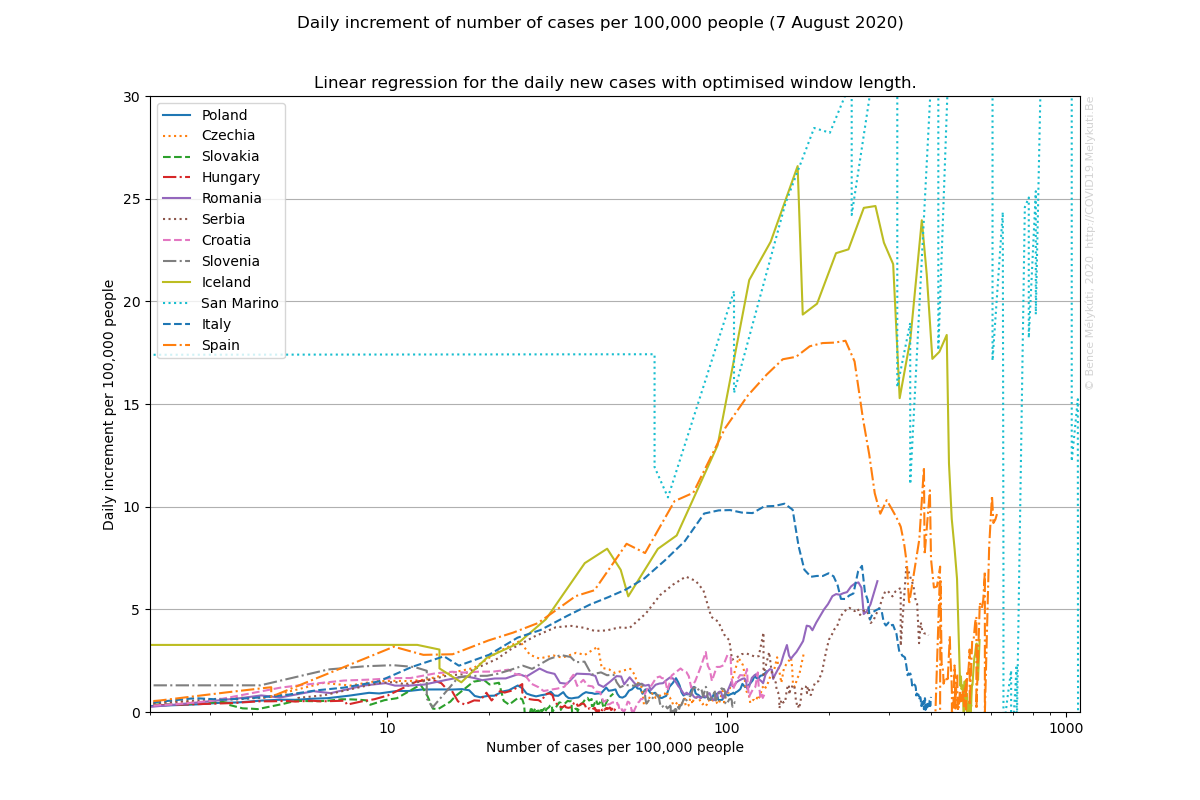 Daily increment of number of cases per 100,000 people (7 August 2020)
Linear regression for the daily new cases with optimised window length.
30
25
20
15
10
5
0
Daily increment per 100,000 people
Poland
Czechia
Slovakia
Hungary
Romania
Serbia
Croatia
Slovenia
Iceland
San Marino
Italy
Spain
10
100
1000
Number of cases per 100,000 people
© Bence Melykuti, 2020. http://COVID19.Melykuti.Be